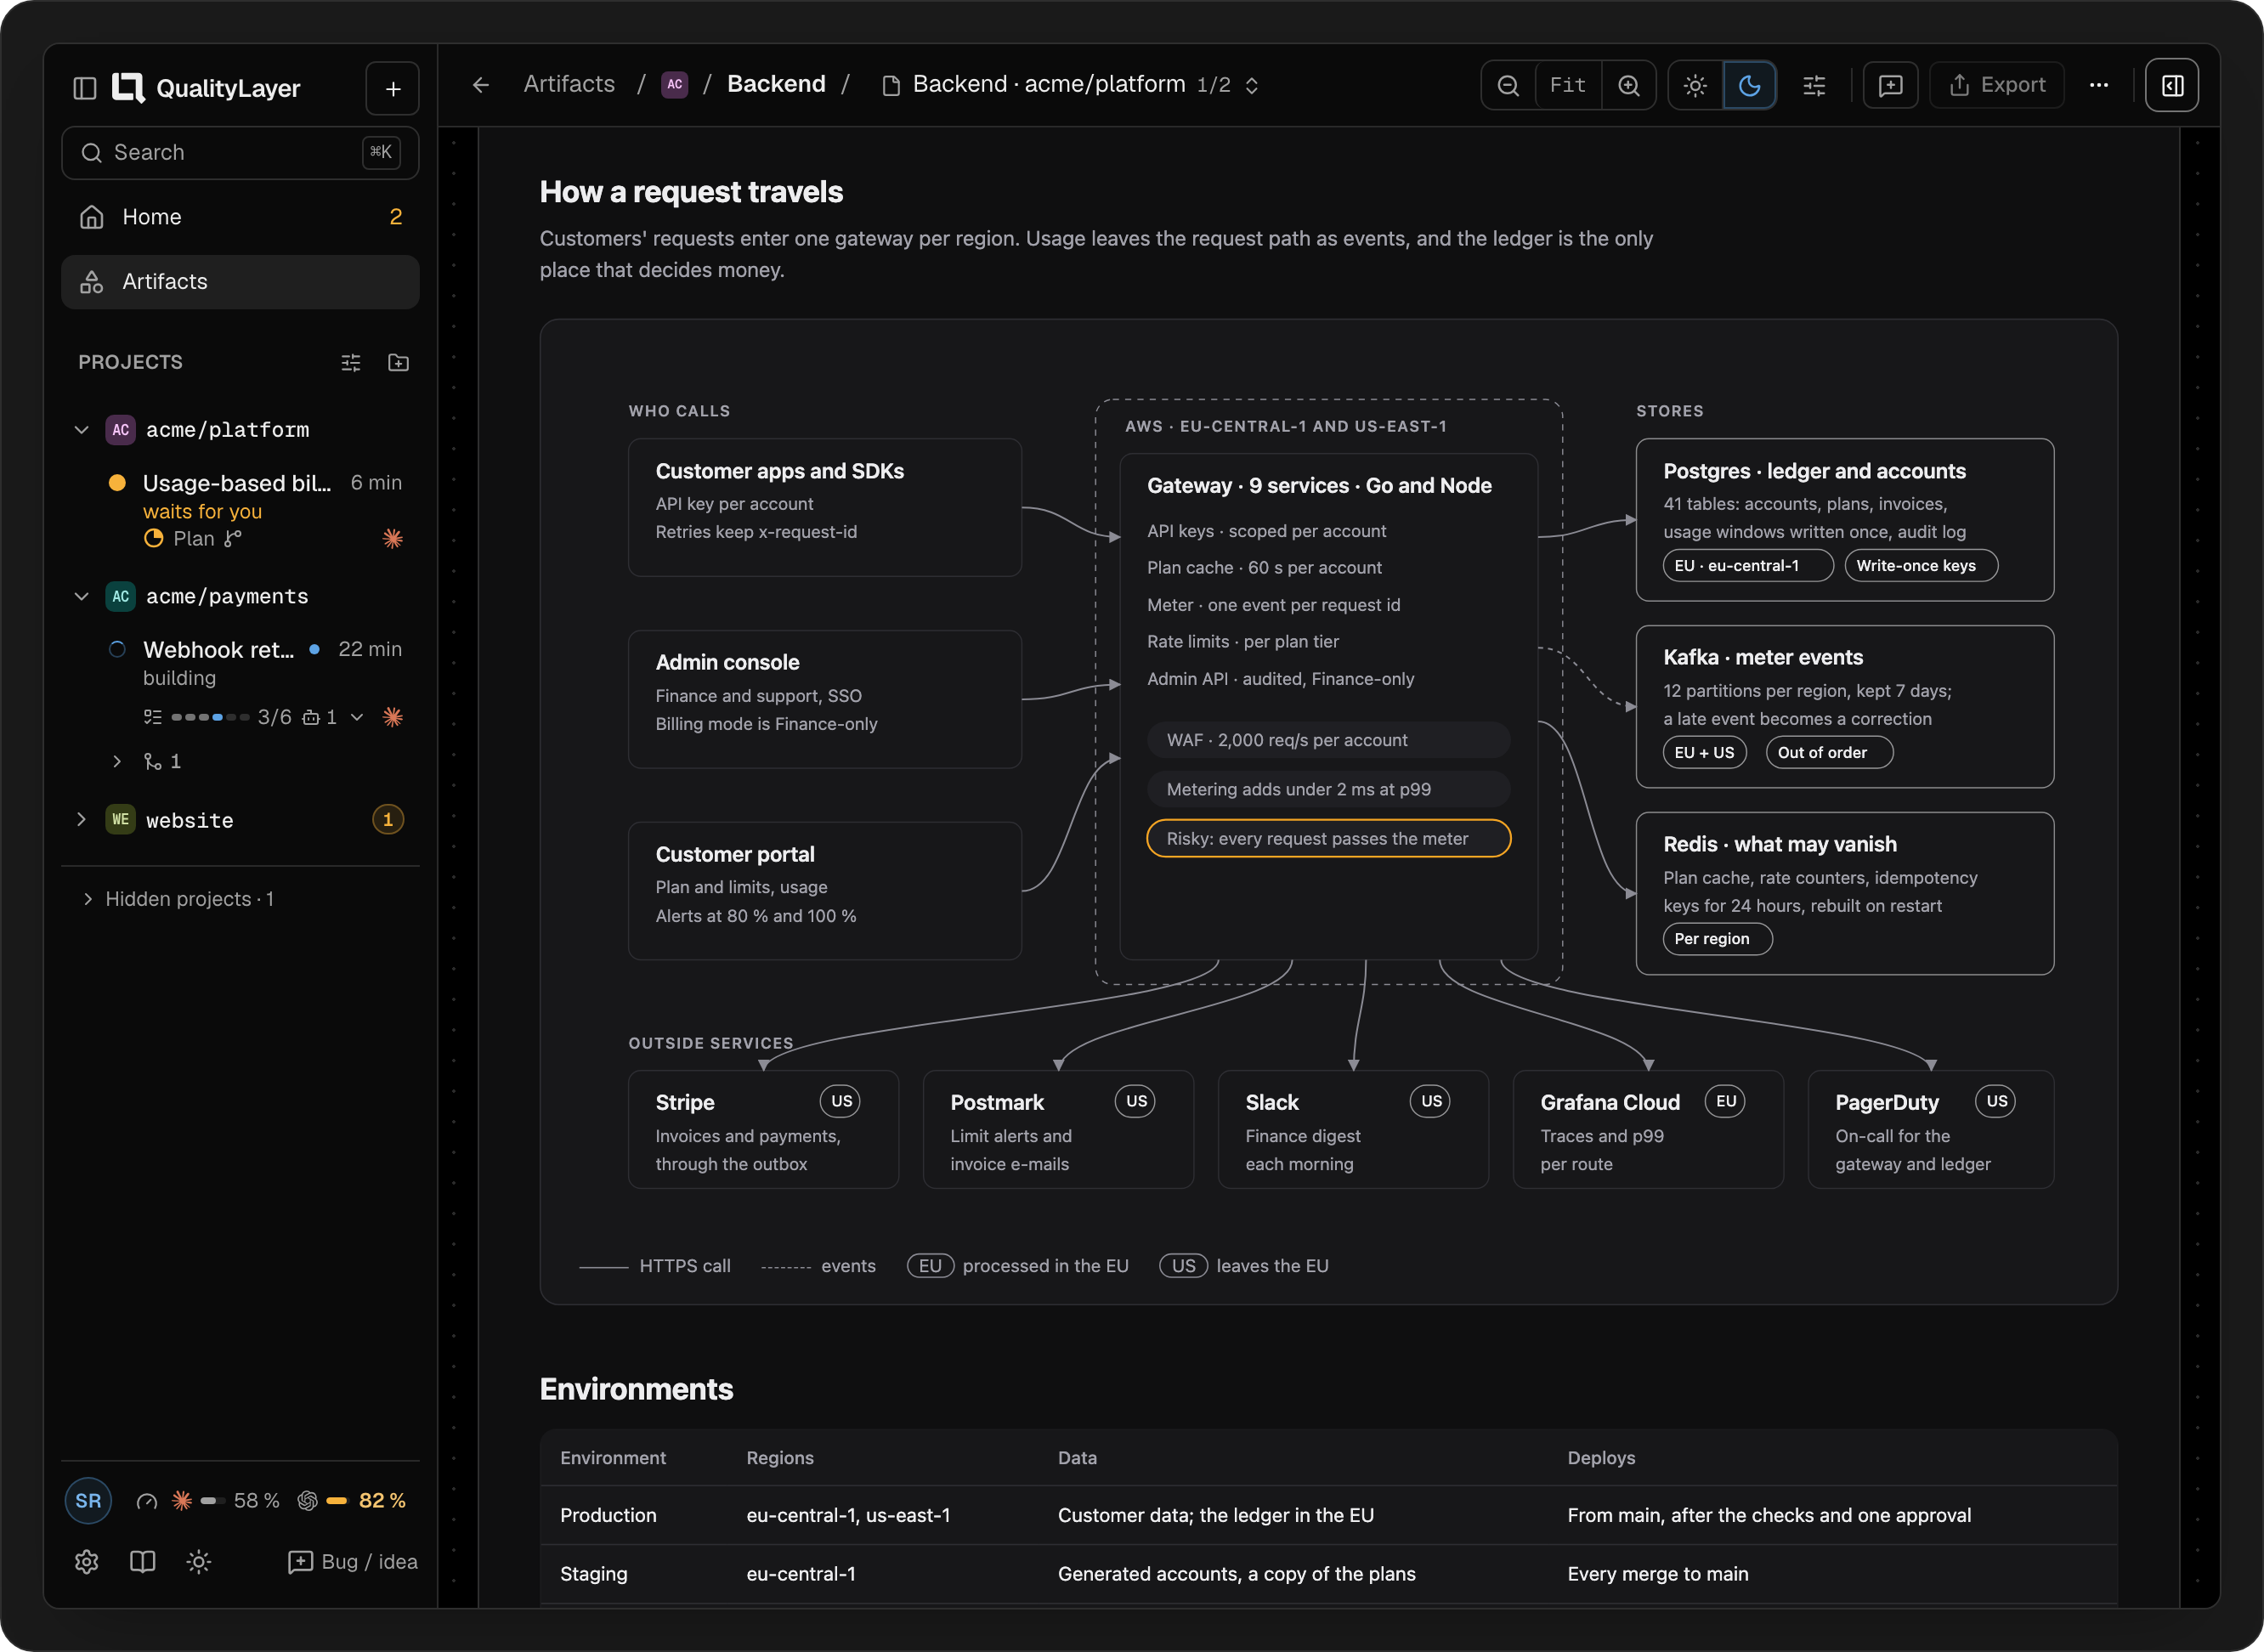 QualityLayer
+
Search ⌘K
Home 2
Artifacts
PROJECTS
AC acme/platform
Usage-based bil... 6 min
waits for you
Plan
AC acme/payments
Webhook ret... 22 min
building
3/6 1
1
WE website 1
Hidden projects · 1
SR 58 % 82 %
Bug / idea
Artifacts / AC / Backend / Backend · acme/platform 1/2
Fit
Export
How a request travels
Customers' requests enter one gateway per region. Usage leaves the request path as events, and the ledger is the only
place that decides money.
WHO CALLS
Customer apps and SDKs
API key per account
Retries keep x-request-id
Admin console
Finance and support, SSO
Billing mode is Finance-only
Customer portal
Plan and limits, usage
Alerts at 80 % and 100 %
AWS · EU-CENTRAL-1 AND US-EAST-1
Gateway · 9 services · Go and Node
API keys · scoped per account
Plan cache · 60 s per account
Meter · one event per request id
Rate limits · per plan tier
Admin API · audited, Finance-only
WAF · 2,000 req/s per account
Metering adds under 2 ms at p99
Risky: every request passes the meter
STORES
Postgres · ledger and accounts
41 tables: accounts, plans, invoices,
usage windows written once, audit log
EU · eu-central-1 Write-once keys
Kafka · meter events
12 partitions per region, kept 7 days;
a late event becomes a correction
EU + US Out of order
Redis · what may vanish
Plan cache, rate counters, idempotency
keys for 24 hours, rebuilt on restart
Per region
OUTSIDE SERVICES
Stripe US
Invoices and payments,
through the outbox
Postmark US
Limit alerts and
invoice e-mails
Slack US
Finance digest
each morning
Grafana Cloud EU
Traces and p99
per route
PagerDuty US
On-call for the
gateway and ledger
HTTPS call events EU processed in the EU US leaves the EU
Environments
Environment Regions Data Deploys
Production eu-central-1, us-east-1 Customer data; the ledger in the EU From main, after the checks and one approval
Staging eu-central-1 Generated accounts, a copy of the plans Every merge to main